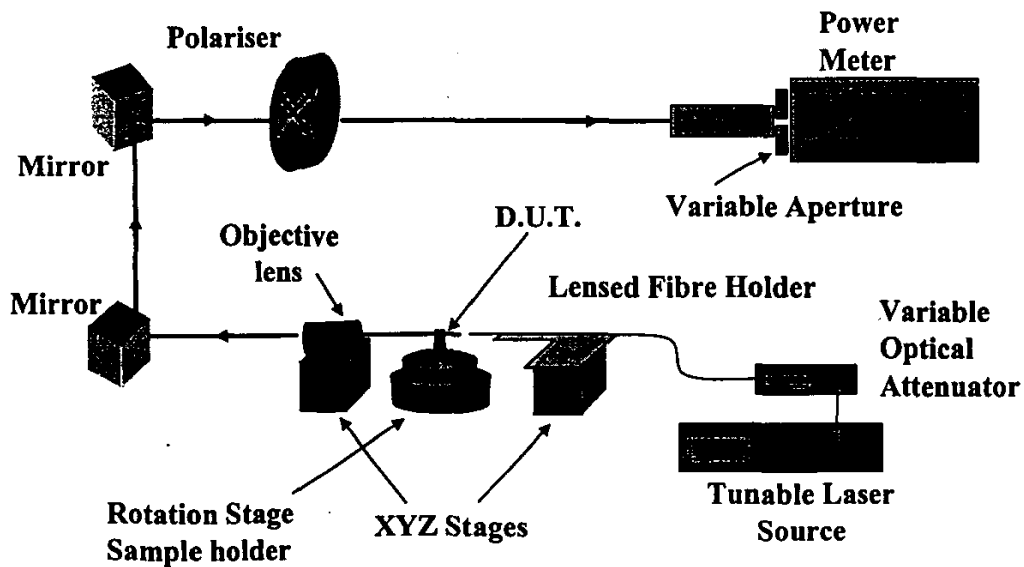 Polariser
Power
Meter
Mirror
Variable Aperture
D.U.T.
Objective
lens
Lensed Fibre Holder
Mirror
Variable
Optical
Attenuator
Rotation Stage
Sample holder
XYZ Stages
Tunable Laser
Source